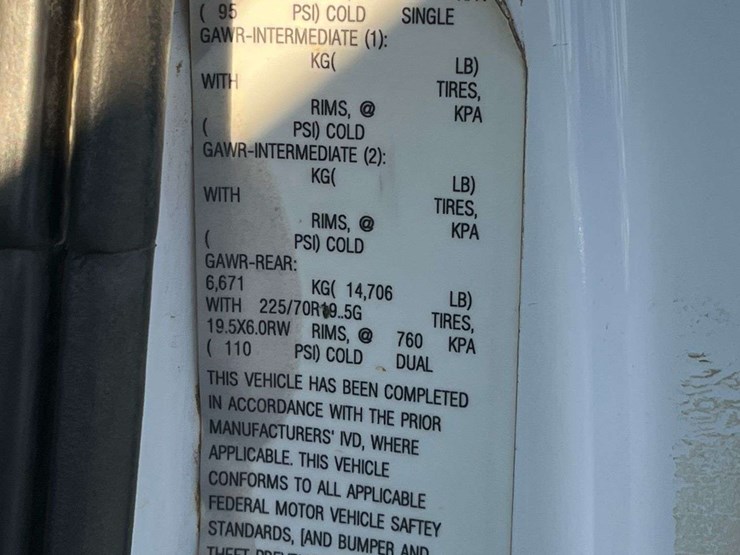 ( 95 PSI) COLD SINGLE
GAWR-INTERMEDIATE (1):
KG( LB)
WITH TIRES,
RIMS, @ KPA
( PSI) COLD
GAWR-INTERMEDIATE (2):
KG( LB)
WITH TIRES,
RIMS, @ KPA
( PSI) COLD
GAWR-REAR:
6,671 KG( 14,706 LB)
WITH 225/70R19..5G TIRES,
19.5X6.0RW RIMS, @ 760 KPA
( 110 PSI) COLD DUAL
THIS VEHICLE HAS BEEN COMPLETED
IN ACCORDANCE WITH THE PRIOR
MANUFACTURERS' IVD, WHERE
APPLICABLE. THIS VEHICLE
CONFORMS TO ALL APPLICABLE
FEDERAL MOTOR VEHICLE SAFTEY
STANDARDS, [AND BUMPER AND
THEFT